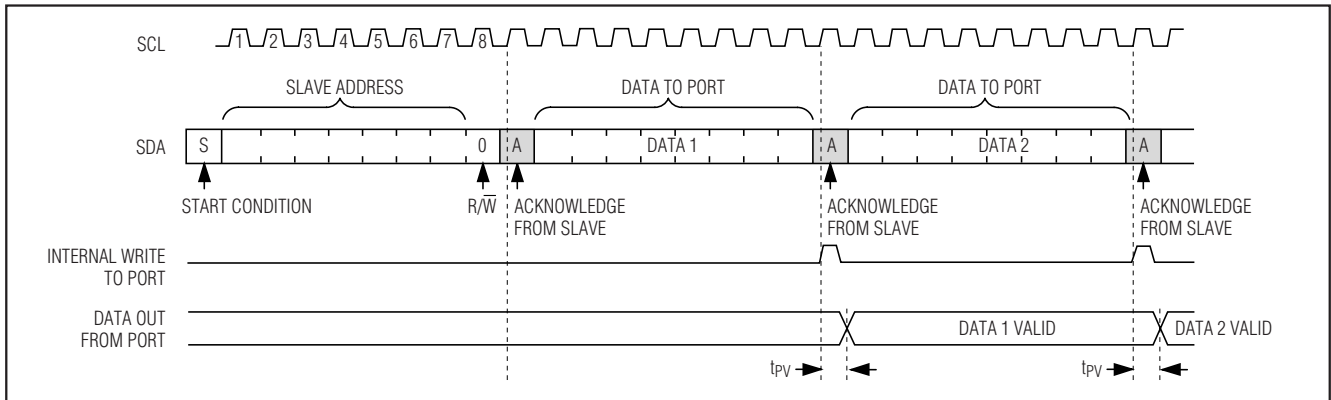 SCL 1 2 3 4 5 6 7 8
SLAVE ADDRESS DATA TO PORT DATA TO PORT
SDA S 0 A DATA 1 A DATA 2 A
START CONDITION R/W̅ ACKNOWLEDGE FROM SLAVE ACKNOWLEDGE FROM SLAVE ACKNOWLEDGE FROM SLAVE
INTERNAL WRITE
TO PORT
DATA OUT
FROM PORT
DATA 1 VALID DATA 2 VALID
tPV tPV